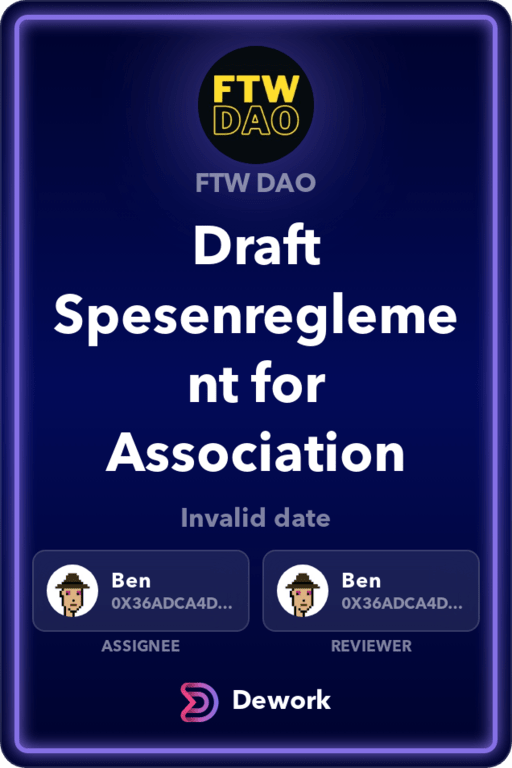 FTW
DAO
FTW DAO
Draft
Spesenregleme
nt for
Association
Invalid date
Ben
0X36ADCA4D...
Ben
0X36ADCA4D...
ASSIGNEE
REVIEWER
Dework